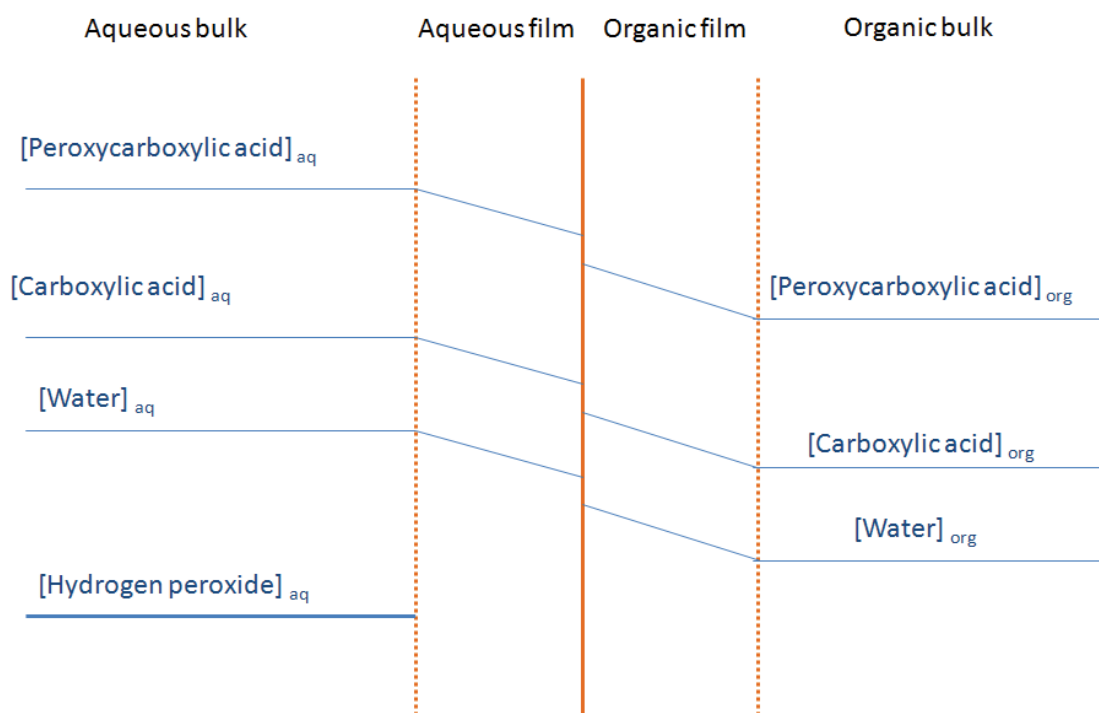 Aqueous bulk
Aqueous film
Organic film
Organic bulk
[Peroxycarboxylic acid] aq
[Carboxylic acid] aq
[Peroxycarboxylic acid] org
[Water] aq
[Carboxylic acid] org
[Water] org
[Hydrogen peroxide] aq